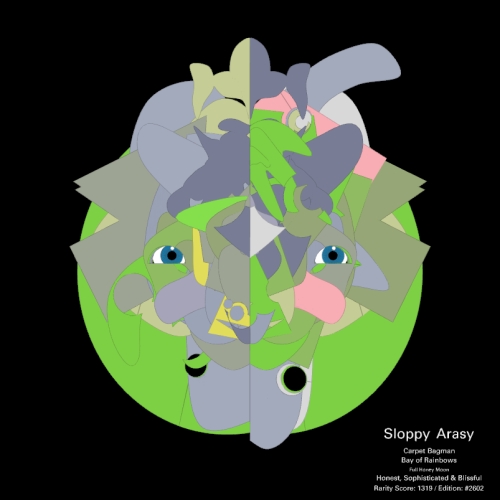 Sloppy Arasy
Carpet Bagman
Bay of Rainbows
Full Honey Moon
Honest, Sophisticated & Blissful
Rarity Score: 1319 / Edition: #2602